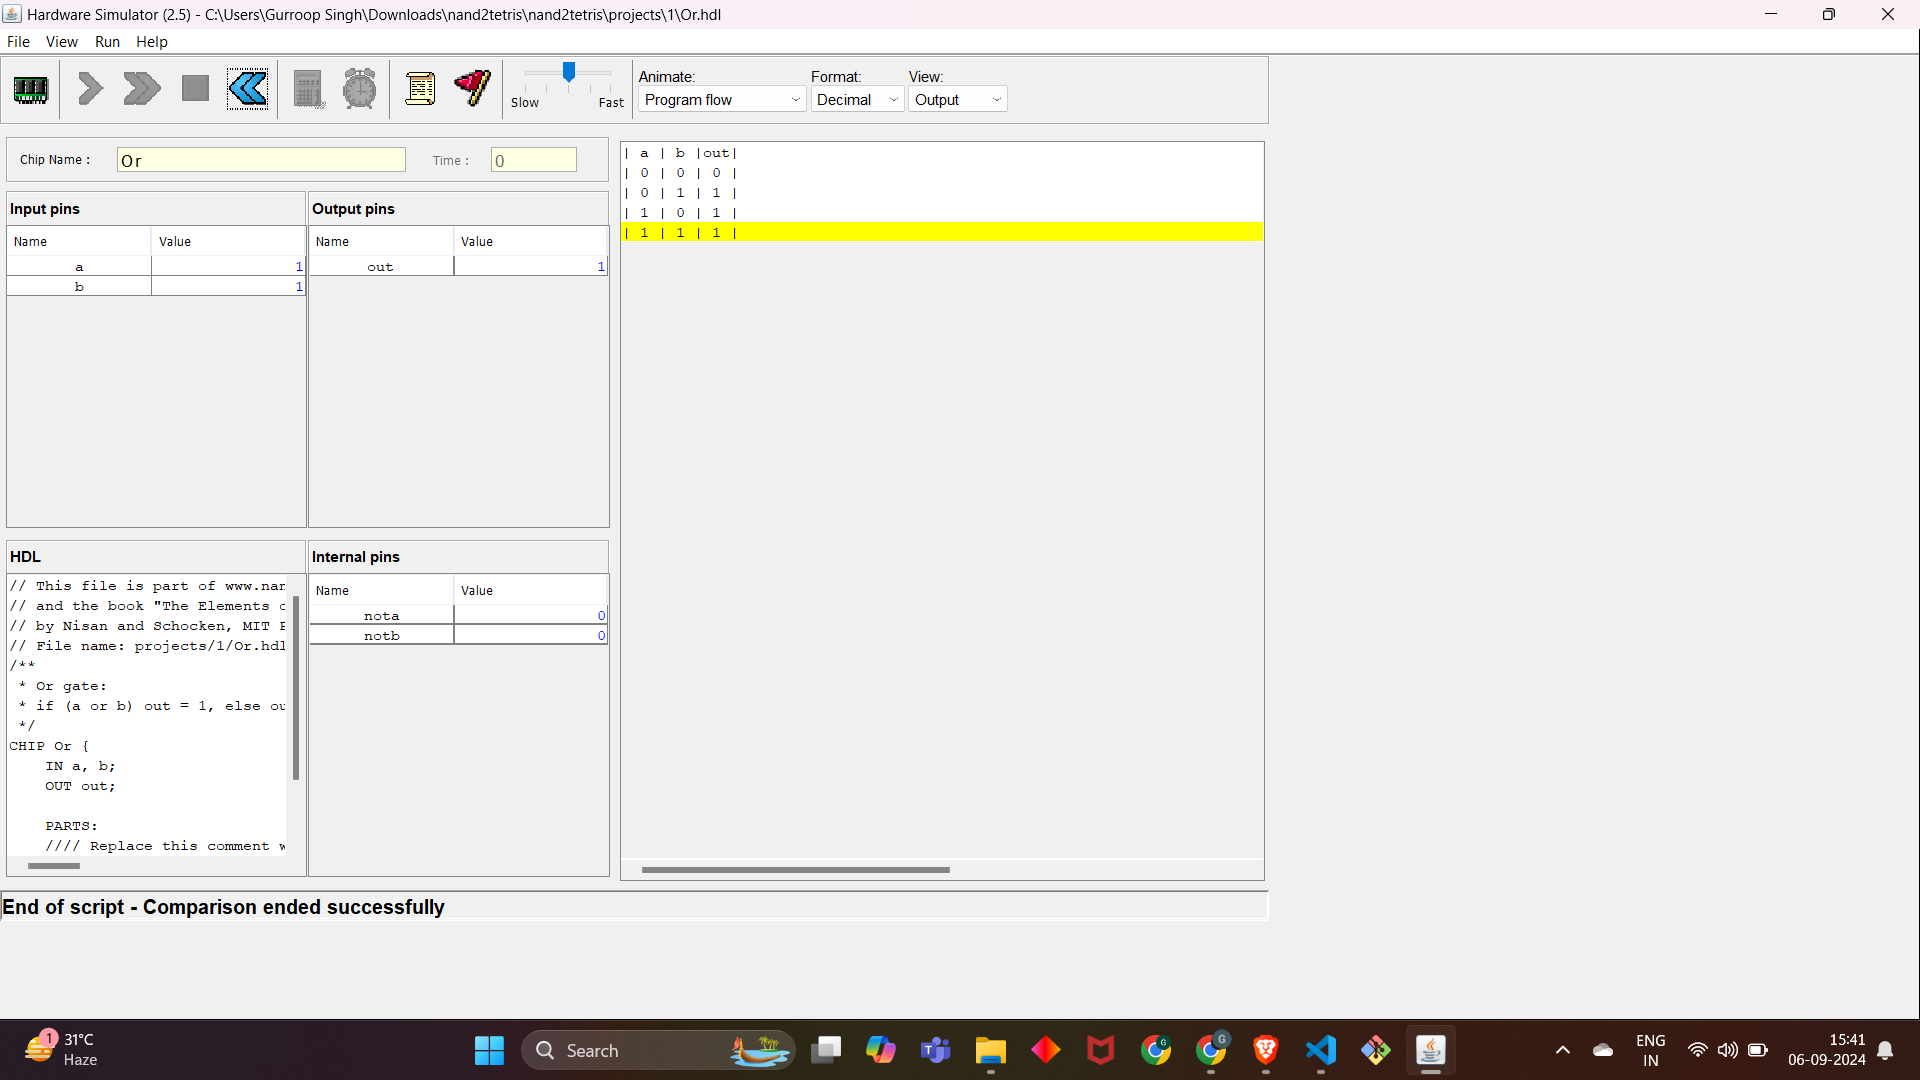 Hardware Simulator (2.5) - C:\Users\Gurroop Singh\Downloads\nand2tetris\nand2tetris\projects\1\Or.hdl
File View Run Help
Slow Fast
Animate: Format: View:
Program flow Decimal Output
Chip Name : Or Time : 0
Input pins
Name Value
a 1
b 1
Output pins
Name Value
out 1
| a | b |out|
| 0 | 0 | 0 |
| 0 | 1 | 1 |
| 1 | 0 | 1 |
| 1 | 1 | 1 |
HDL
// This file is part of www.nan
// and the book "The Elements o
// by Nisan and Schocken, MIT P
// File name: projects/1/Or.hdl
/**
* Or gate:
* if (a or b) out = 1, else ou
*/
CHIP Or {
IN a, b;
OUT out;
PARTS:
//// Replace this comment w
Internal pins
Name Value
nota 0
notb 0
End of script - Comparison ended successfully
1
31°C
Haze
Search
G
G
ENG
IN
15:41
06-09-2024